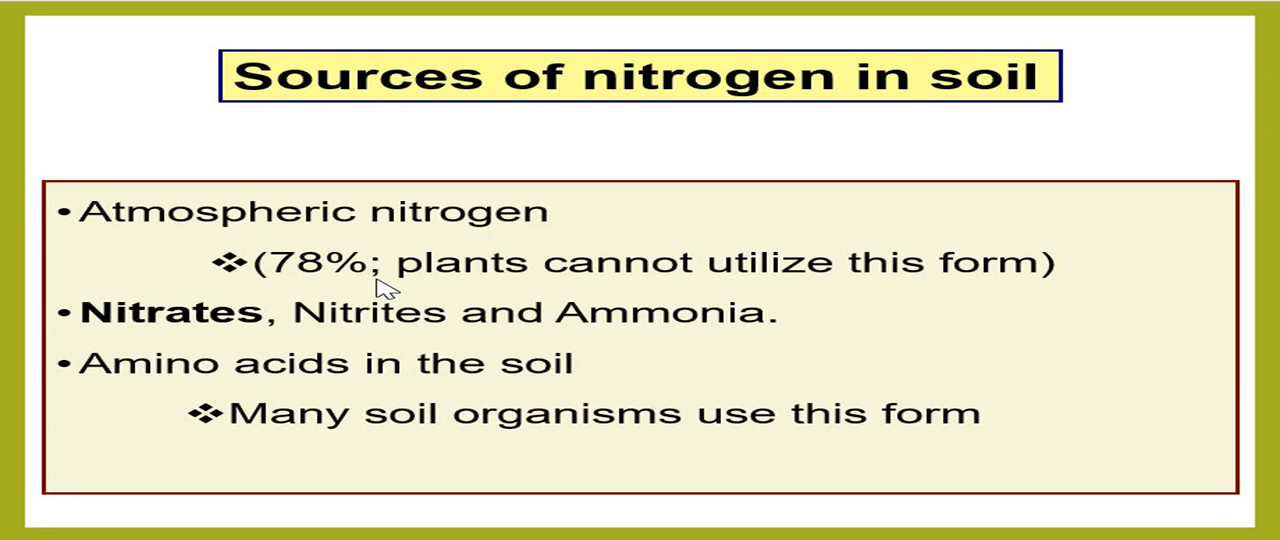 Sources of nitrogen in soil
•Atmospheric nitrogen
❖(78%; plants cannot utilize this form)
•Nitrates, Nitrites and Ammonia.
•Amino acids in the soil
❖Many soil organisms use this form